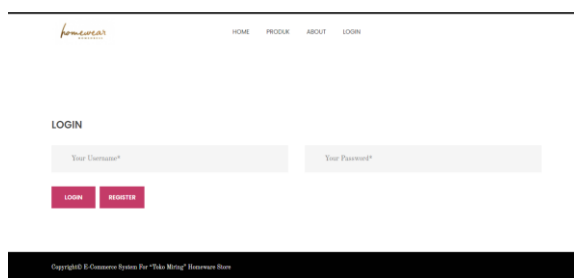 homewear
HOME PRODUK ABOUT LOGIN
LOGIN
Your Username* Your Password*
LOGIN REGISTER
Copyright© E-Commerce System For "Toko Miring" Homeware Store